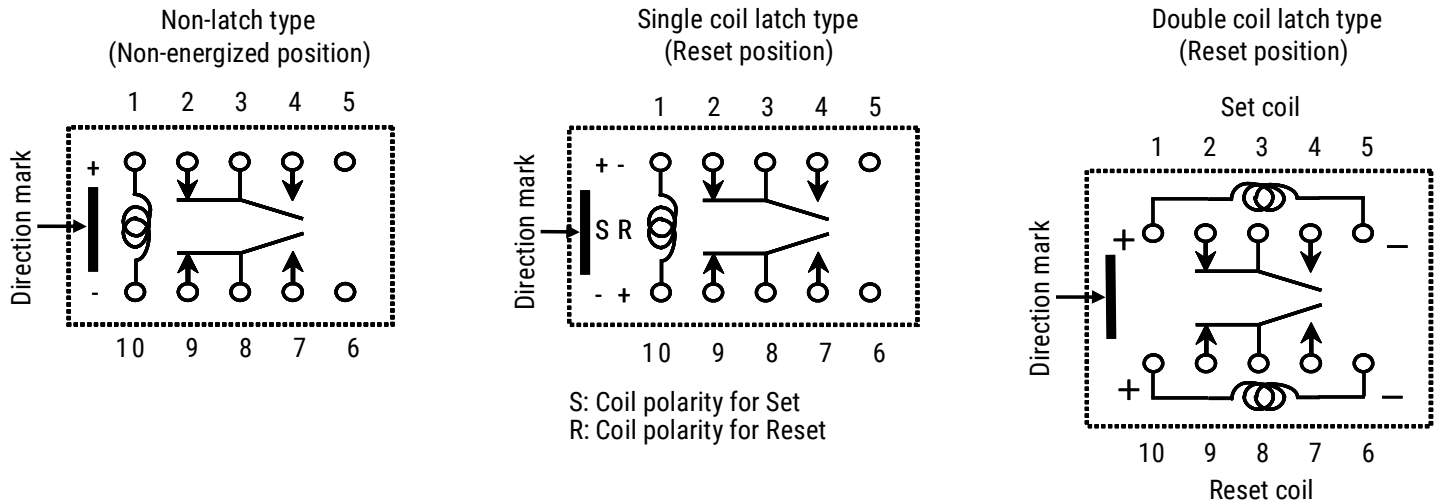 Non-latch type
(Non-energized position)
1 2 3 4 5
Direction mark
+
-
10 9 8 7 6
Single coil latch type
(Reset position)
1 2 3 4 5
Direction mark
+ -
S R
- +
10 9 8 7 6
S: Coil polarity for Set
R: Coil polarity for Reset
Double coil latch type
(Reset position)
Set coil
1 2 3 4 5
Direction mark
+ −
+ −
10 9 8 7 6
Reset coil